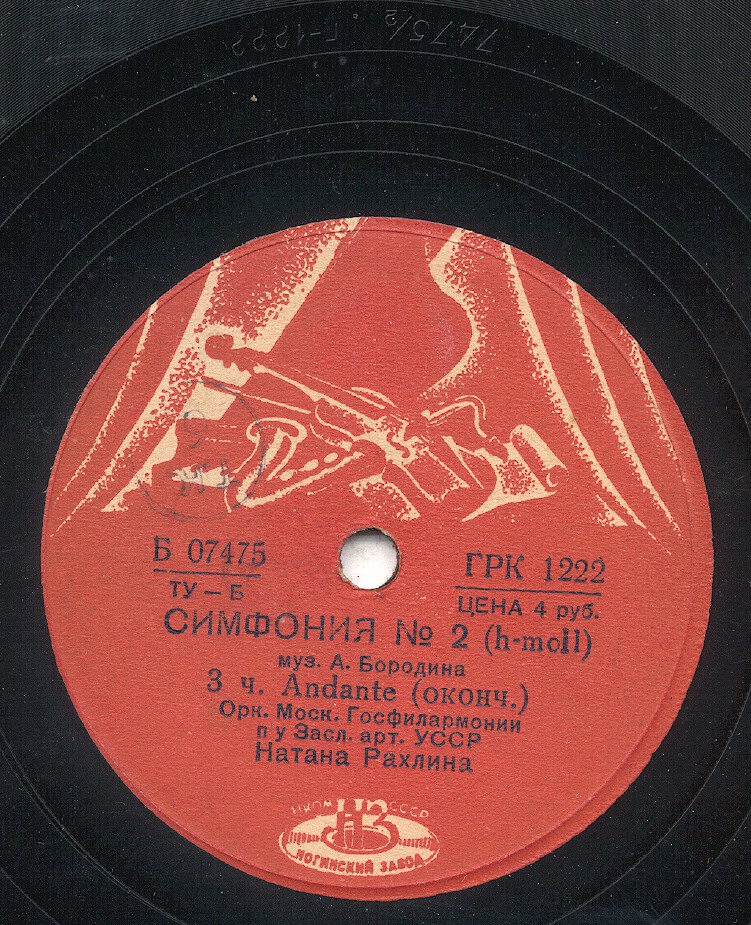 7475/2 · Г-1222
Б 07475
ТУ – Б
ГРК 1222
ЦЕНА 4 руб.
СИМФОНИЯ № 2 (h-moll)
муз. А. Бородина
3 ч. Andante (оконч.)
Орк. Моск. Госфилармонии
п у Засл. арт. УССР
Натана Рахлина
НКОМ СССР
НЗ
НОГИНСКИЙ ЗАВОД